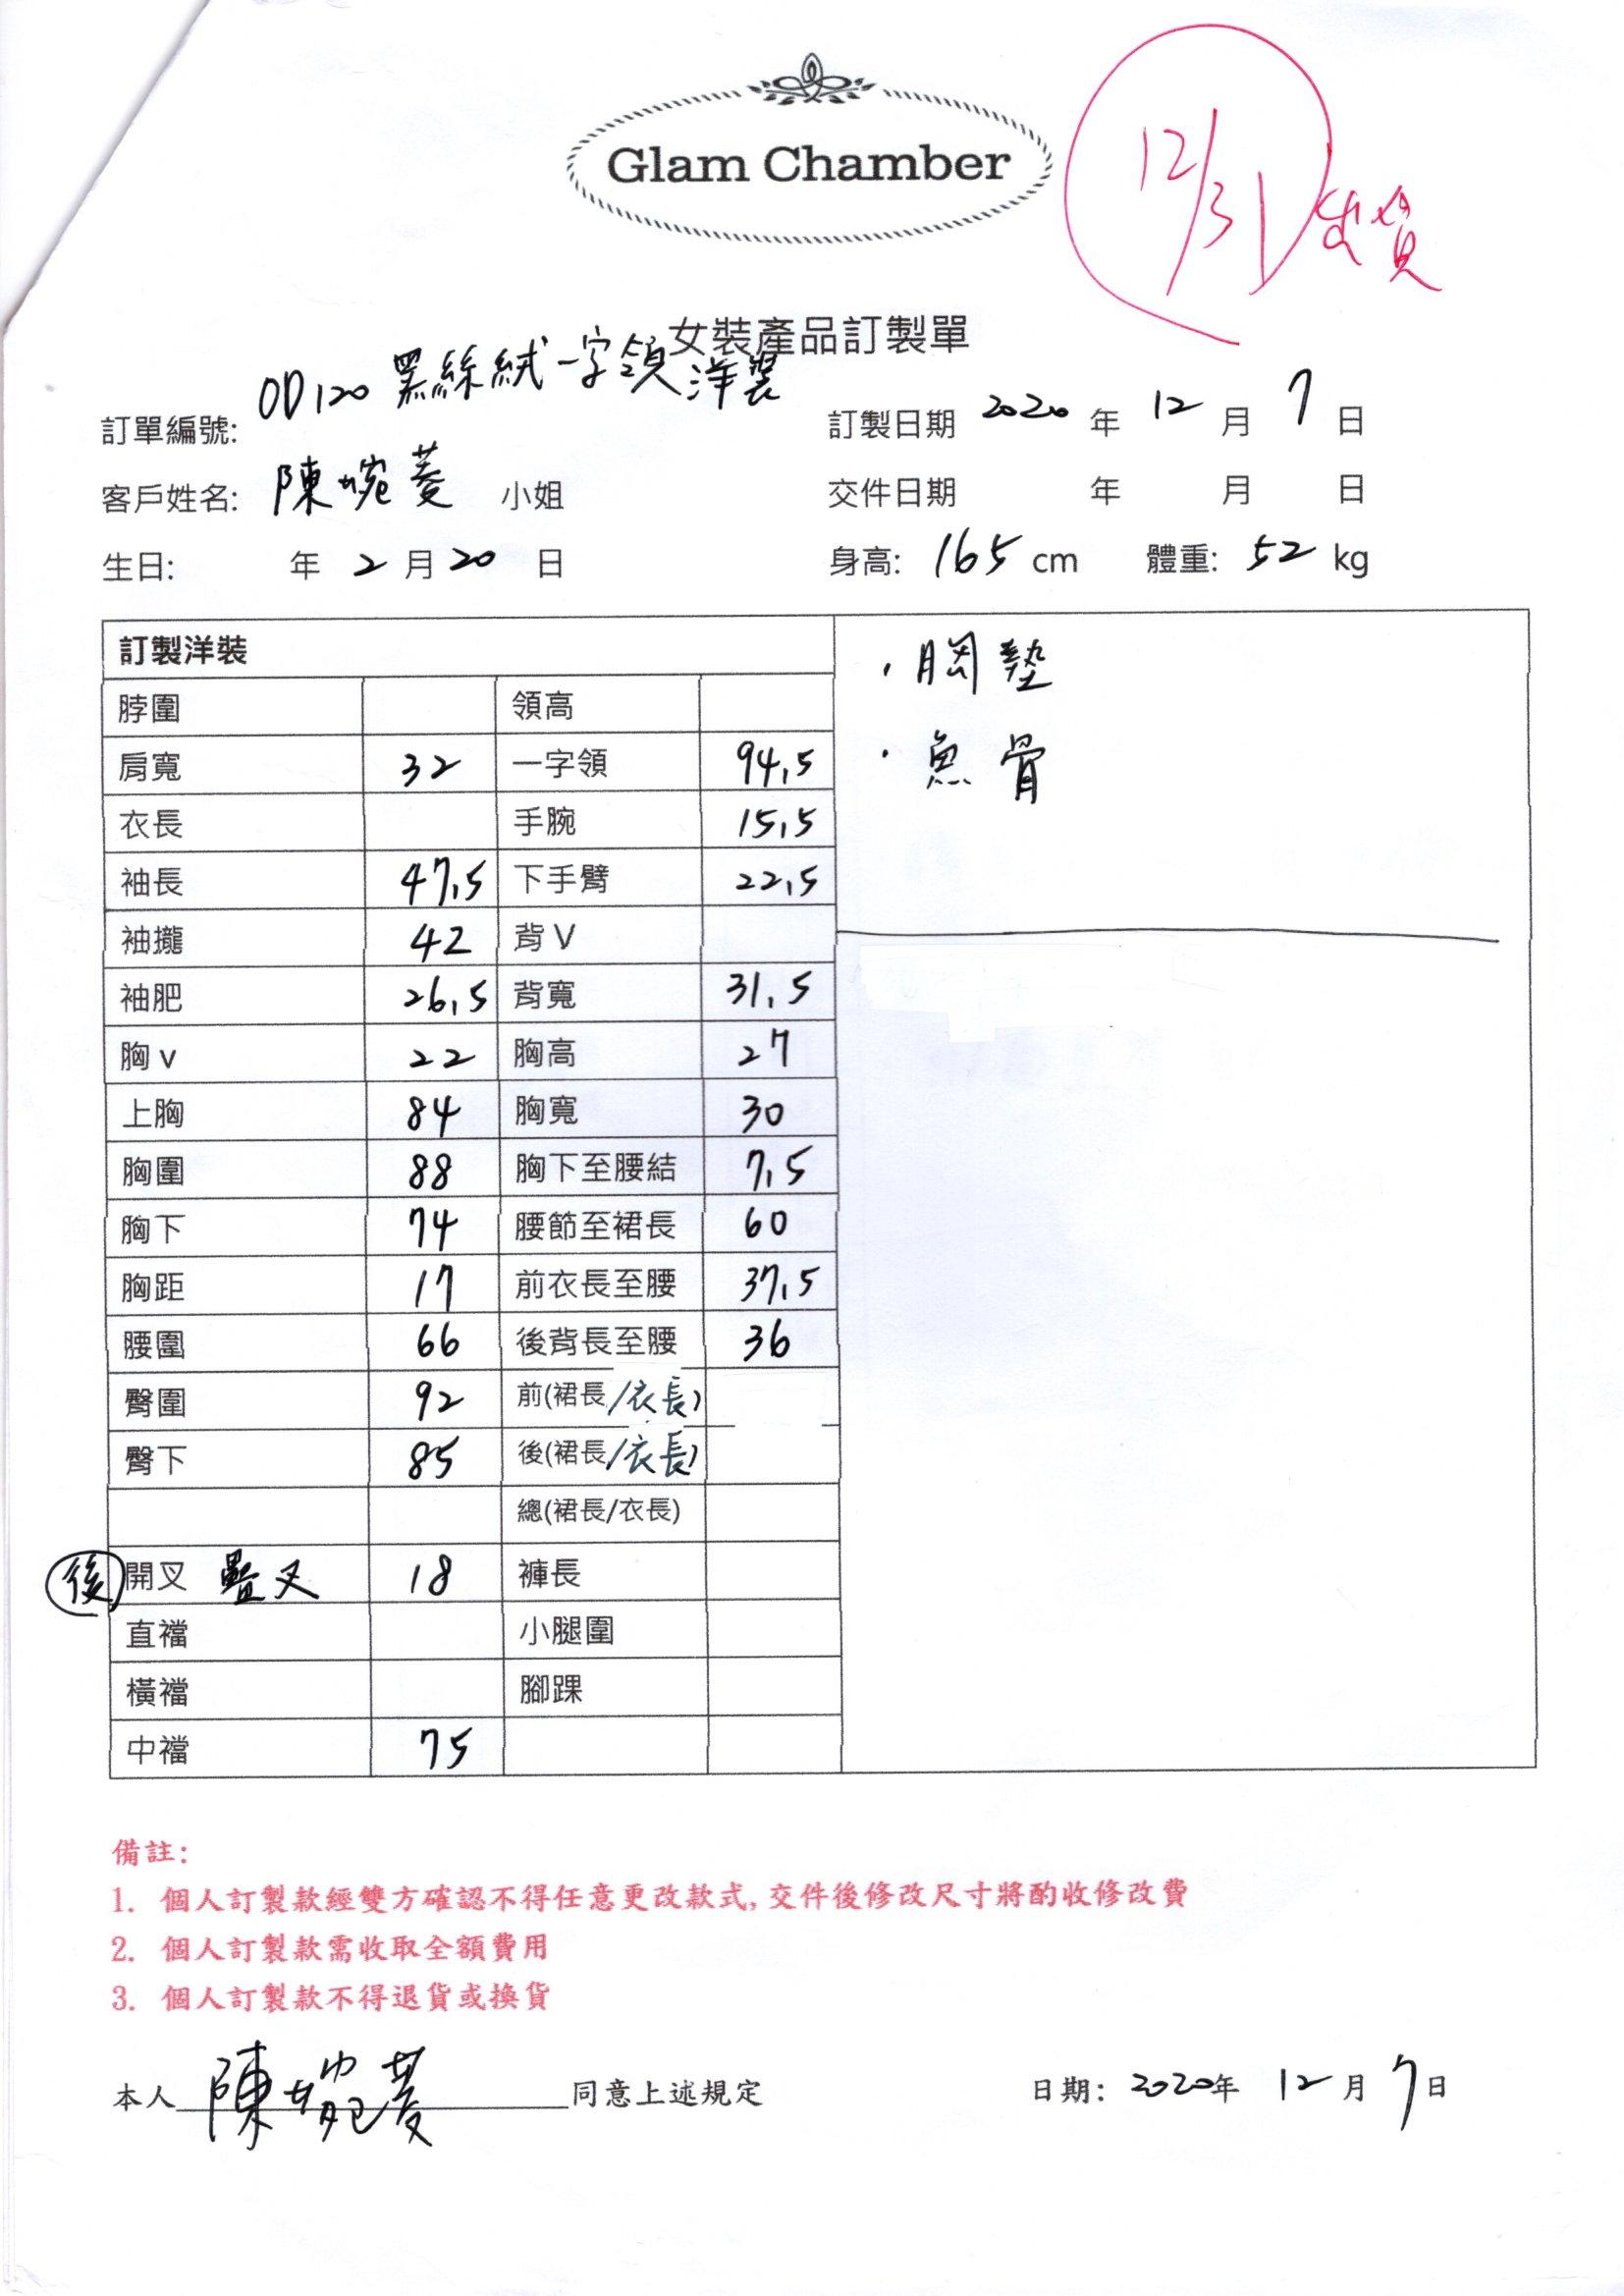 Glam Chamber
12/31出貨
女裝產品訂製單
訂單編號: OD120 黑絲絨一字領洋裝
訂製日期 2020 年 12 月 7 日
客戶姓名: 陳婉菱 小姐
交件日期 年 月 日
生日: 年 2 月 20 日
身高: 165 cm 體重: 52 kg
訂製洋裝
脖圍 領高
肩寬 32 一字領 94.5
衣長 手腕 15.5
袖長 47.5 下手臂 22.5
袖攏 42 背 V
袖肥 26.5 背寬 31.5
胸 v 22 胸高 27
上胸 84 胸寬 30
胸圍 88 胸下至腰結 7.5
胸下 74 腰節至裙長 60
胸距 17 前衣長至腰 37.5
腰圍 66 後背長至腰 36
臀圍 92 前(裙長/衣長)
臀下 85 後(裙長/衣長)
總(裙長/衣長)
後 開叉 疊叉 18 褲長
直襠 小腿圍
橫襠 腳踝
中襠 75
·胸墊
·魚骨
備註:
1. 個人訂製款經雙方確認不得任意更改款式,交件後修改尺寸將酌收修改費
2. 個人訂製款需收取全額費用
3. 個人訂製款不得退貨或換貨
本人 陳婉菱 同意上述規定
日期: 2020年 12 月 7 日